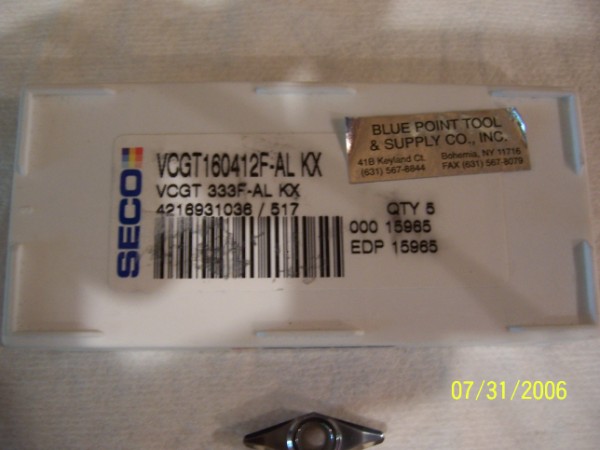 SECO
VCGT160412F-AL KX
VCGT 333F-AL KX
4216931036 / 517
QTY 5
000 15965
EDP 15965
BLUE POINT TOOL
& SUPPLY CO., INC.
41B Keyland Ct. Bohemia, NY 11716
(631) 567-8844 FAX (631) 567-8079
07/31/2006